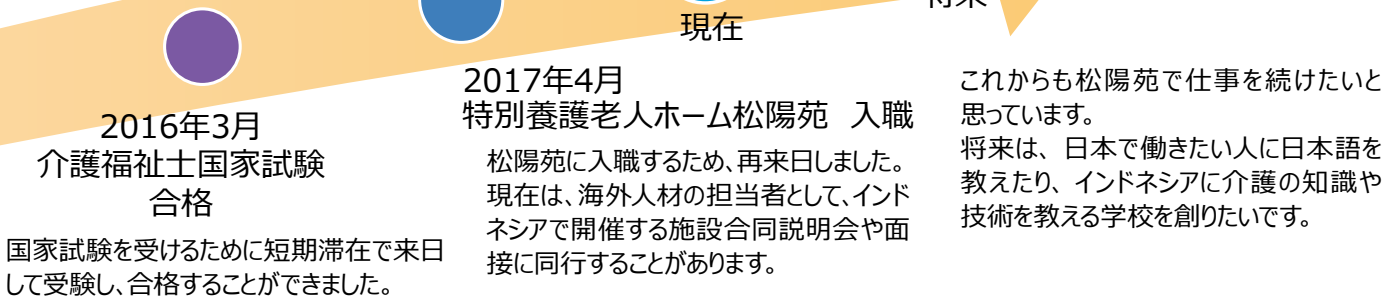 将来
現在
2016年3月
介護福祉士国家試験
合格
国家試験を受けるために短期滞在で来日
して受験し、合格することができました。
2017年4月
特別養護老人ホーム松陽苑　入職
松陽苑に入職するため、再来日しました。
現在は、海外人材の担当者として、インド
ネシアで開催する施設合同説明会や面
接に同行することがあります。
これからも松陽苑で仕事を続けたいと
思っています。
将来は、日本で働きたい人に日本語を
教えたり、インドネシアに介護の知識や
技術を教える学校を創りたいです。